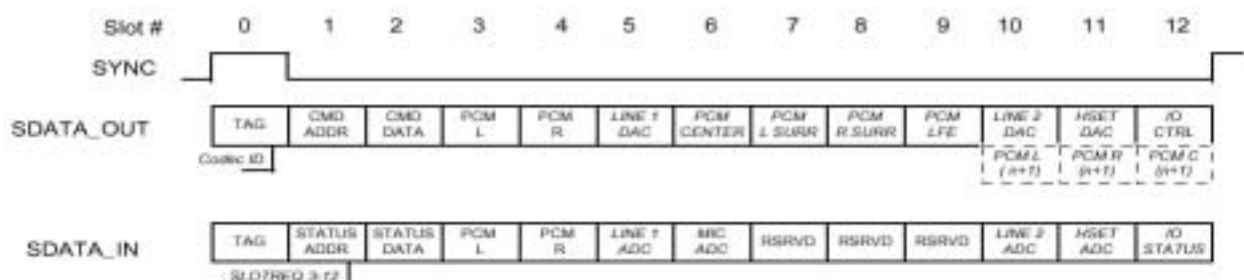 Slot # 0 1 2 3 4 5 6 7 8 9 10 11 12
SYNC
SDATA_OUT TAG CMD ADDR CMD DATA PCM L PCM R LINE 1 DAC PCM CENTER PCM L SURR PCM R SURR PCM LFE LINE 2 DAC HSET DAC IO CTRL
Codec ID PCM L (n+1) PCM R (n+1) PCM C (n+1)
SDATA_IN TAG STATUS ADDR STATUS DATA PCM L PCM R LINE 1 ADC MIC ADC RSRVD RSRVD RSRVD LINE 2 ADC HSET ADC IO STATUS
SLOTREQ 3-12